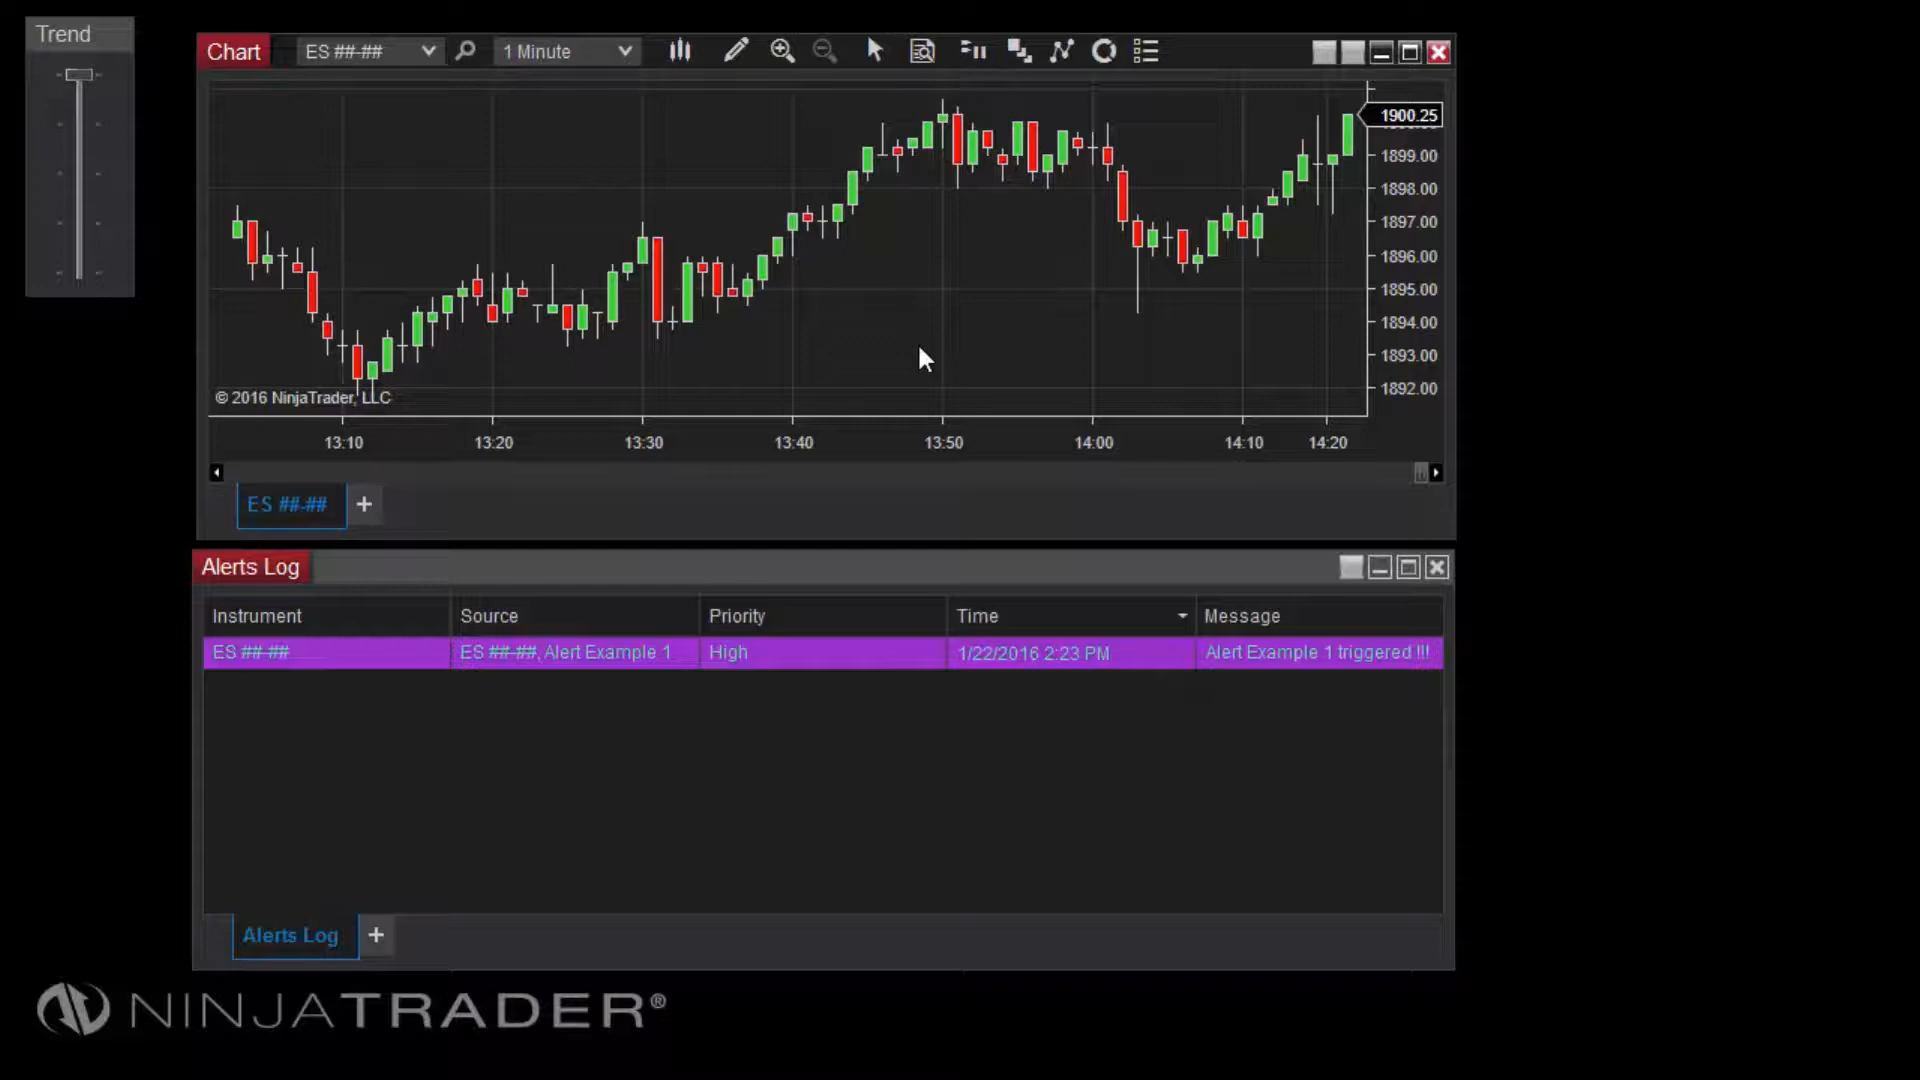 Trend
Chart
ES ##-##
1 Minute
1900.25
1899.00
1898.00
1897.00
1896.00
1895.00
1894.00
1893.00
1892.00
© 2016 NinjaTrader, LLC
13:10 13:20 13:30 13:40 13:50 14:00 14:10 14:20
ES ##-## +
Alerts Log
Instrument Source Priority Time Message
ES ##-## ES ##-##, Alert Example 1 High 1/22/2016 2:23 PM Alert Example 1 triggered !!!
Alerts Log +
NINJATRADER®